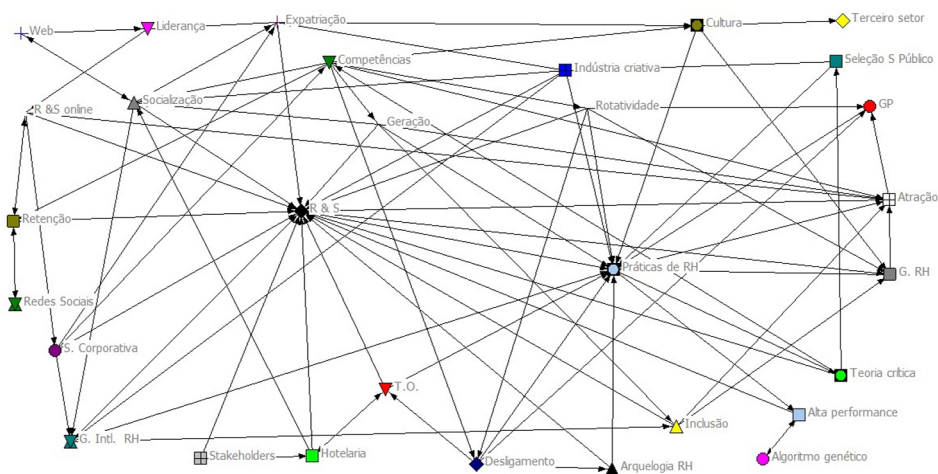 Web
Liderança
Expatriação
Cultura
Terceiro setor
Competências
Indústria criativa
Seleção S Público
Socialização
R &S online
Geração
Rotatividade
GP
Retenção
R & S
Atração
Práticas de RH
G. RH
Redes Sociais
S. Corporativa
T.O.
Teoria crítica
G. Intl. RH
Stakeholders
Hotelaria
Desligamento
Arquelogia RH
Inclusão
Alta performance
Algoritmo genético